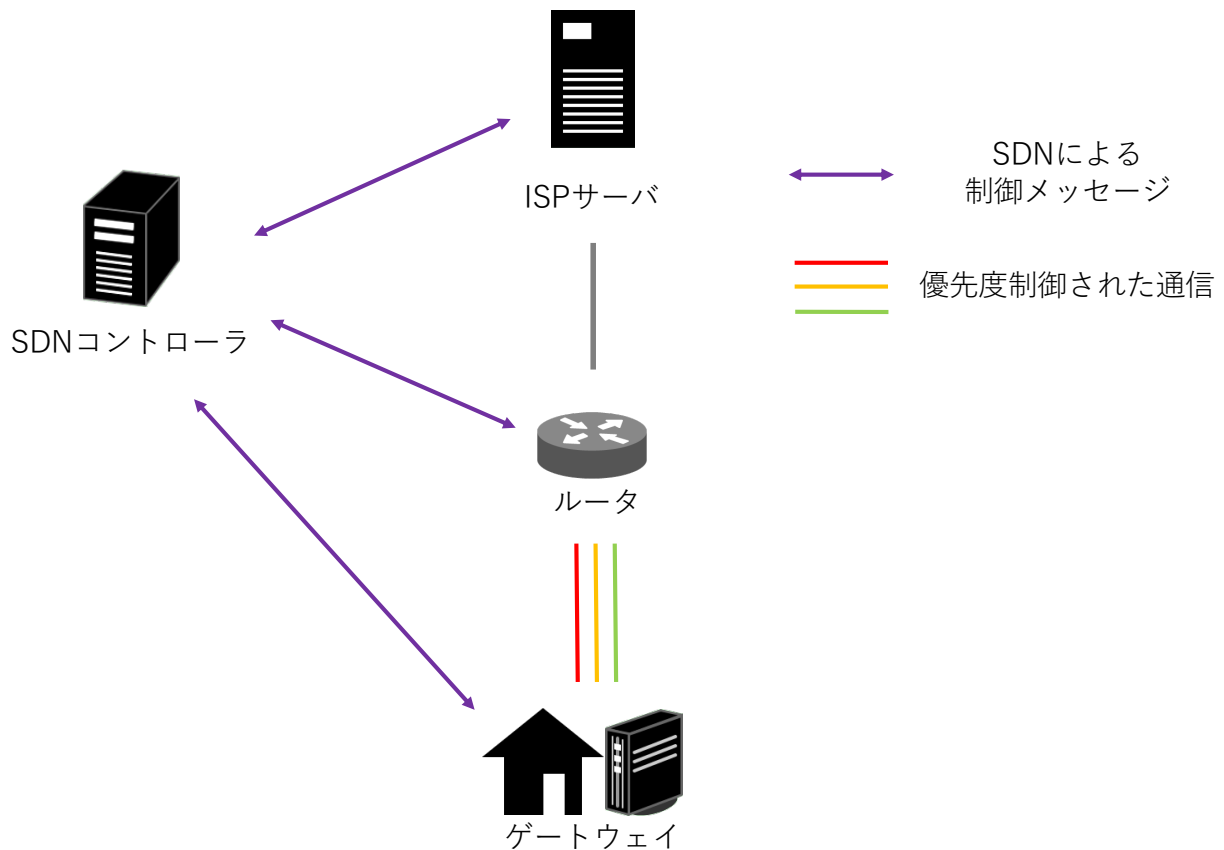 ISPサーバ
SDNによる
制御メッセージ
優先度制御された通信
SDNコントローラ
ルータ
ゲートウェイ